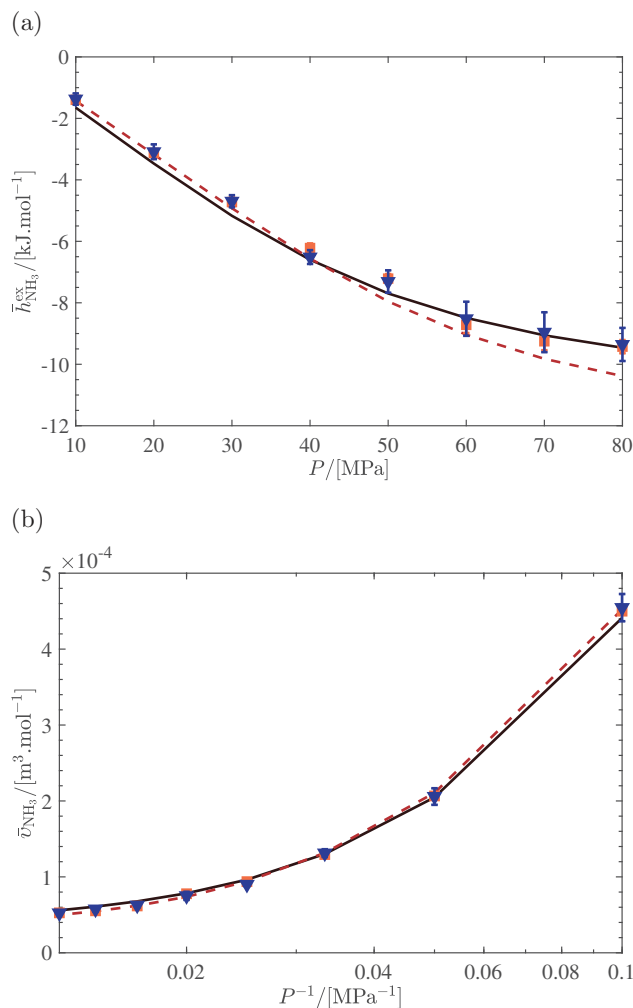 (a)
0
-2
-4
-6
-8
-10
-12
h̄ᵉˣ_NH₃/[kJ.mol⁻¹]
10 20 30 40 50 60 70 80
P/[MPa]
(b)
×10⁻⁴
5
4
3
2
1
0
v̄_NH₃/[m³.mol⁻¹]
0.02 0.04 0.06 0.08 0.1
P⁻¹/[MPa⁻¹]